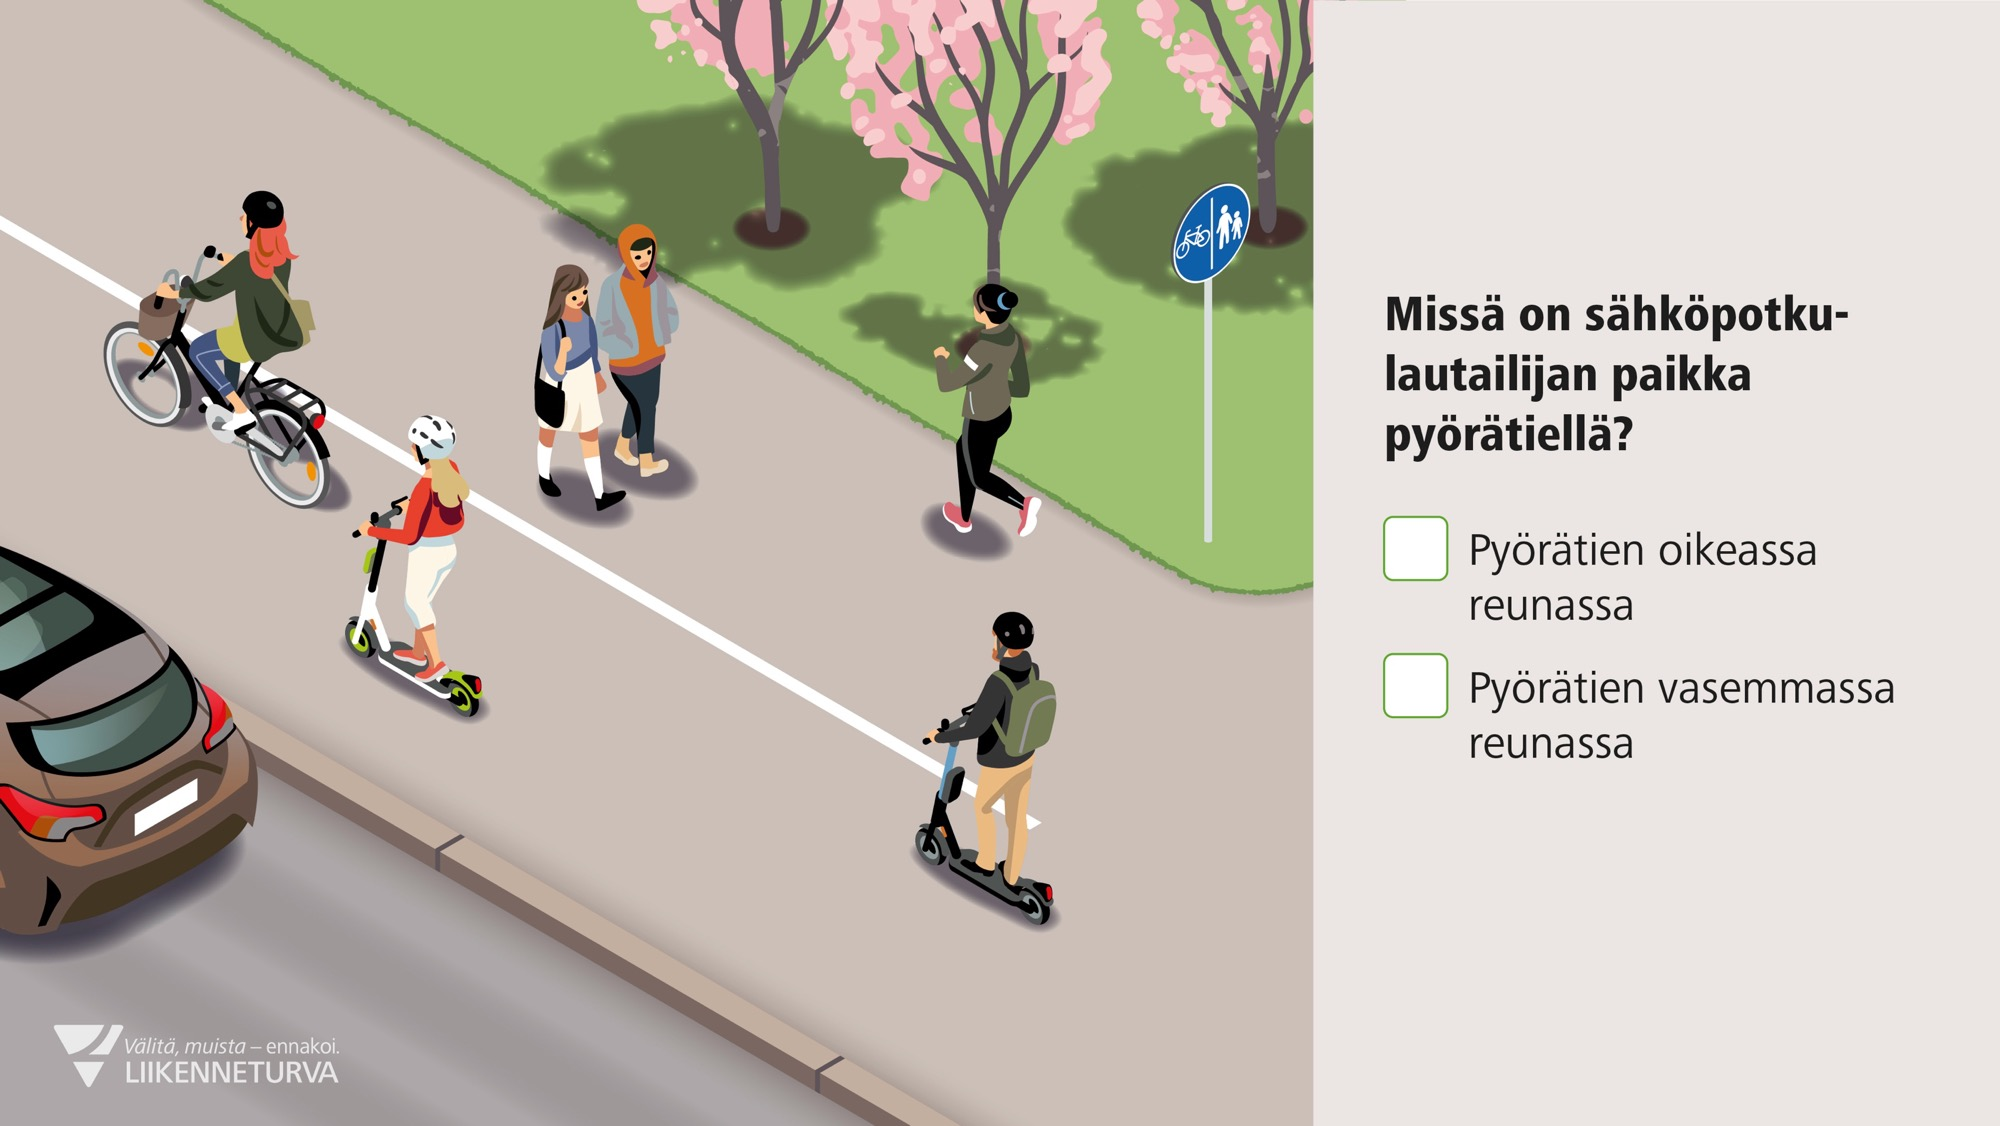 Missä on sähköpotku-
lautailijan paikka
pyörätiellä?
Pyörätien oikeassa
reunassa
Pyörätien vasemmassa
reunassa
Välitä, muista – ennakoi.
LIIKENNETURVA